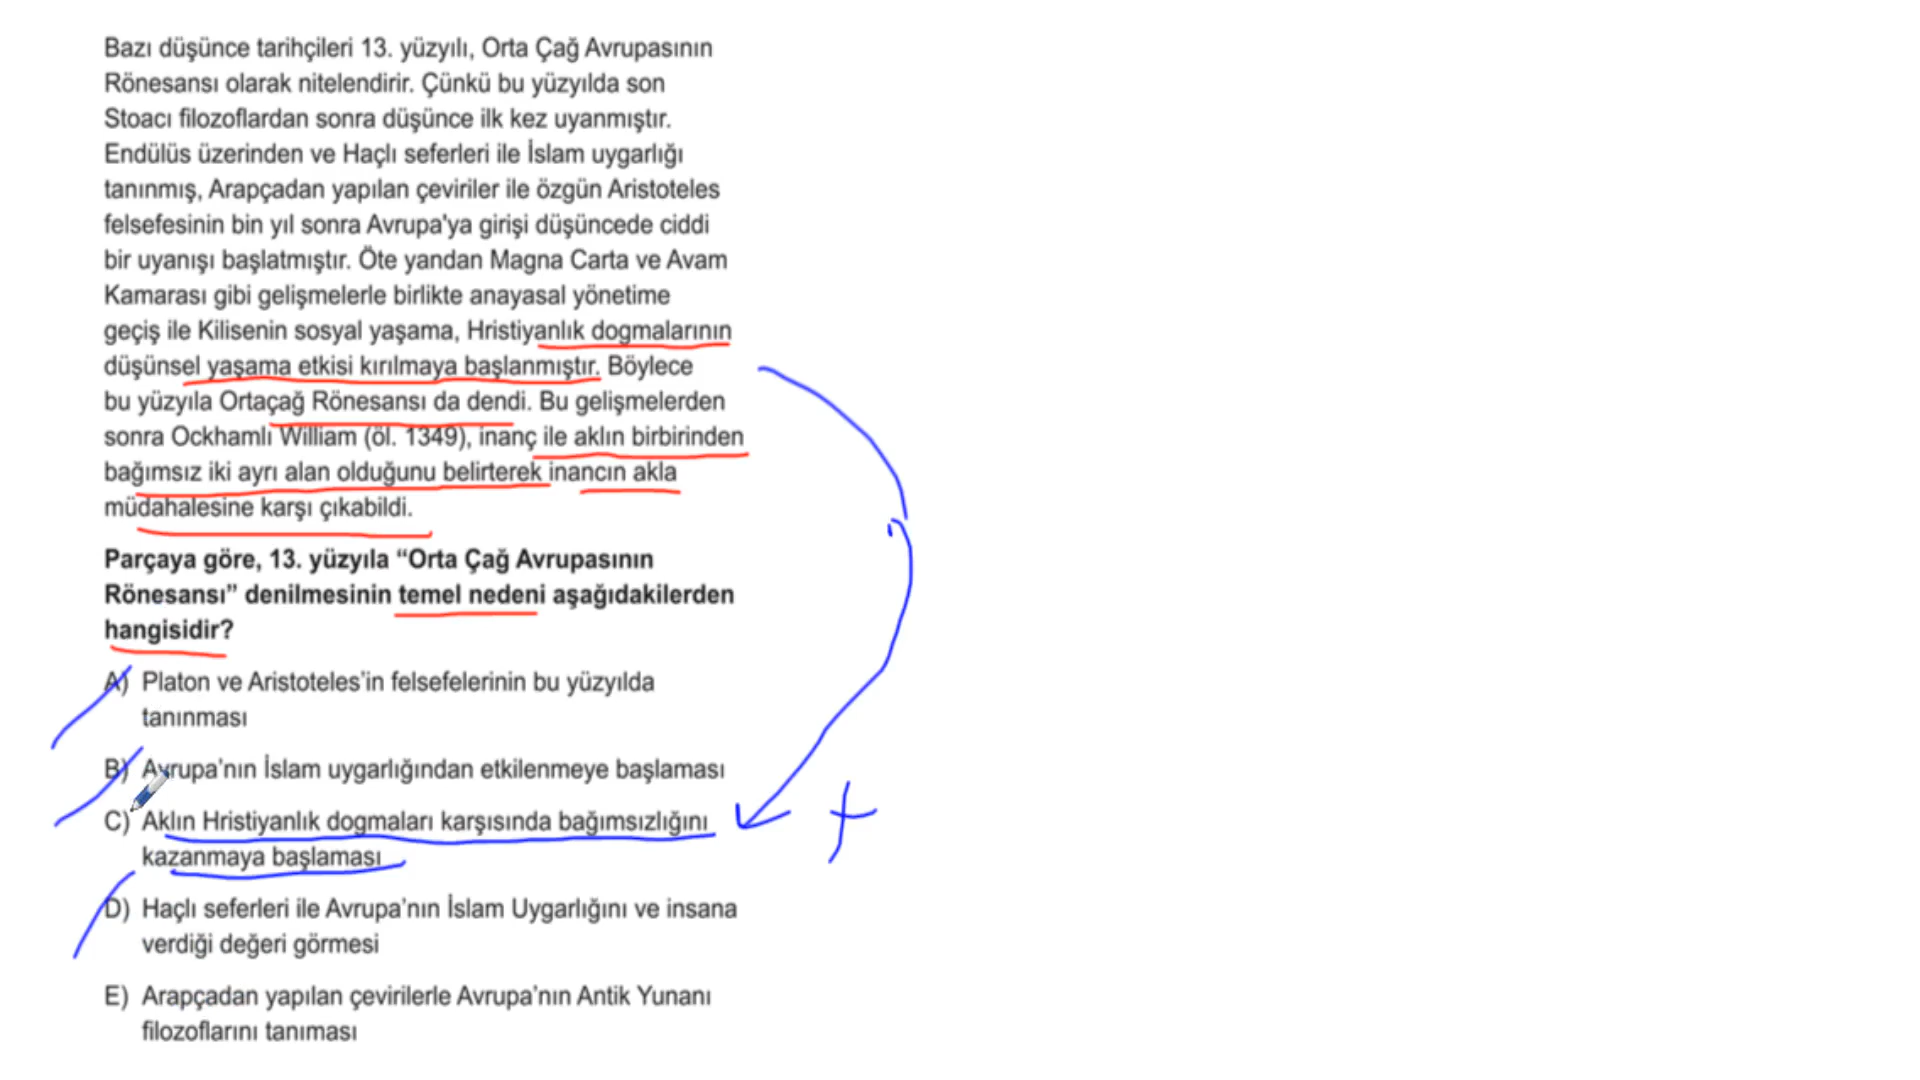 Bazı düşünce tarihçileri 13. yüzyılı, Orta Çağ Avrupasının
Rönesansı olarak nitelendirir. Çünkü bu yüzyılda son
Stoacı filozoflardan sonra düşünce ilk kez uyanmıştır.
Endülüs üzerinden ve Haçlı seferleri ile İslam uygarlığı
tanınmış, Arapçadan yapılan çeviriler ile özgün Aristoteles
felsefesinin bin yıl sonra Avrupa'ya girişi düşüncede ciddi
bir uyanışı başlatmıştır. Öte yandan Magna Carta ve Avam
Kamarası gibi gelişmelerle birlikte anayasal yönetime
geçiş ile Kilisenin sosyal yaşama, Hristiyanlık dogmalarının
düşünsel yaşama etkisi kırılmaya başlanmıştır. Böylece
bu yüzyıla Ortaçağ Rönesansı da dendi. Bu gelişmelerden
sonra Ockhamlı William (öl. 1349), inanç ile aklın birbirinden
bağımsız iki ayrı alan olduğunu belirterek inancın akla
müdahalesine karşı çıkabildi.
Parçaya göre, 13. yüzyıla “Orta Çağ Avrupasının
Rönesansı” denilmesinin temel nedeni aşağıdakilerden
hangisidir?
A) Platon ve Aristoteles’in felsefelerinin bu yüzyılda
tanınması
B) Avrupa’nın İslam uygarlığından etkilenmeye başlaması
C) Aklın Hristiyanlık dogmaları karşısında bağımsızlığını
kazanmaya başlaması
D) Haçlı seferleri ile Avrupa’nın İslam Uygarlığını ve insana
verdiği değeri görmesi
E) Arapçadan yapılan çevirilerle Avrupa’nın Antik Yunanı
filozoflarını tanıması